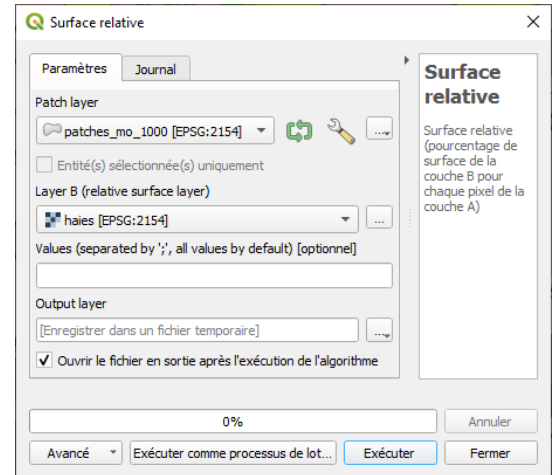 Surface relative
Paramètres
Journal
Patch layer
patches_mo_1000 [EPSG:2154]
...
Entité(s) sélectionnée(s) uniquement
Layer B (relative surface layer)
haies [EPSG:2154]
...
Values (separated by ';', all values by default) [optionnel]
Output layer
[Enregistrer dans un fichier temporaire]
...
Ouvrir le fichier en sortie après l'exécution de l'algorithme
Surface
relative
Surface relative
(pourcentage de
surface de la
couche B pour
chaque pixel de la
couche A)
0%
Annuler
Avancé
Exécuter comme processus de lot...
Exécuter
Fermer